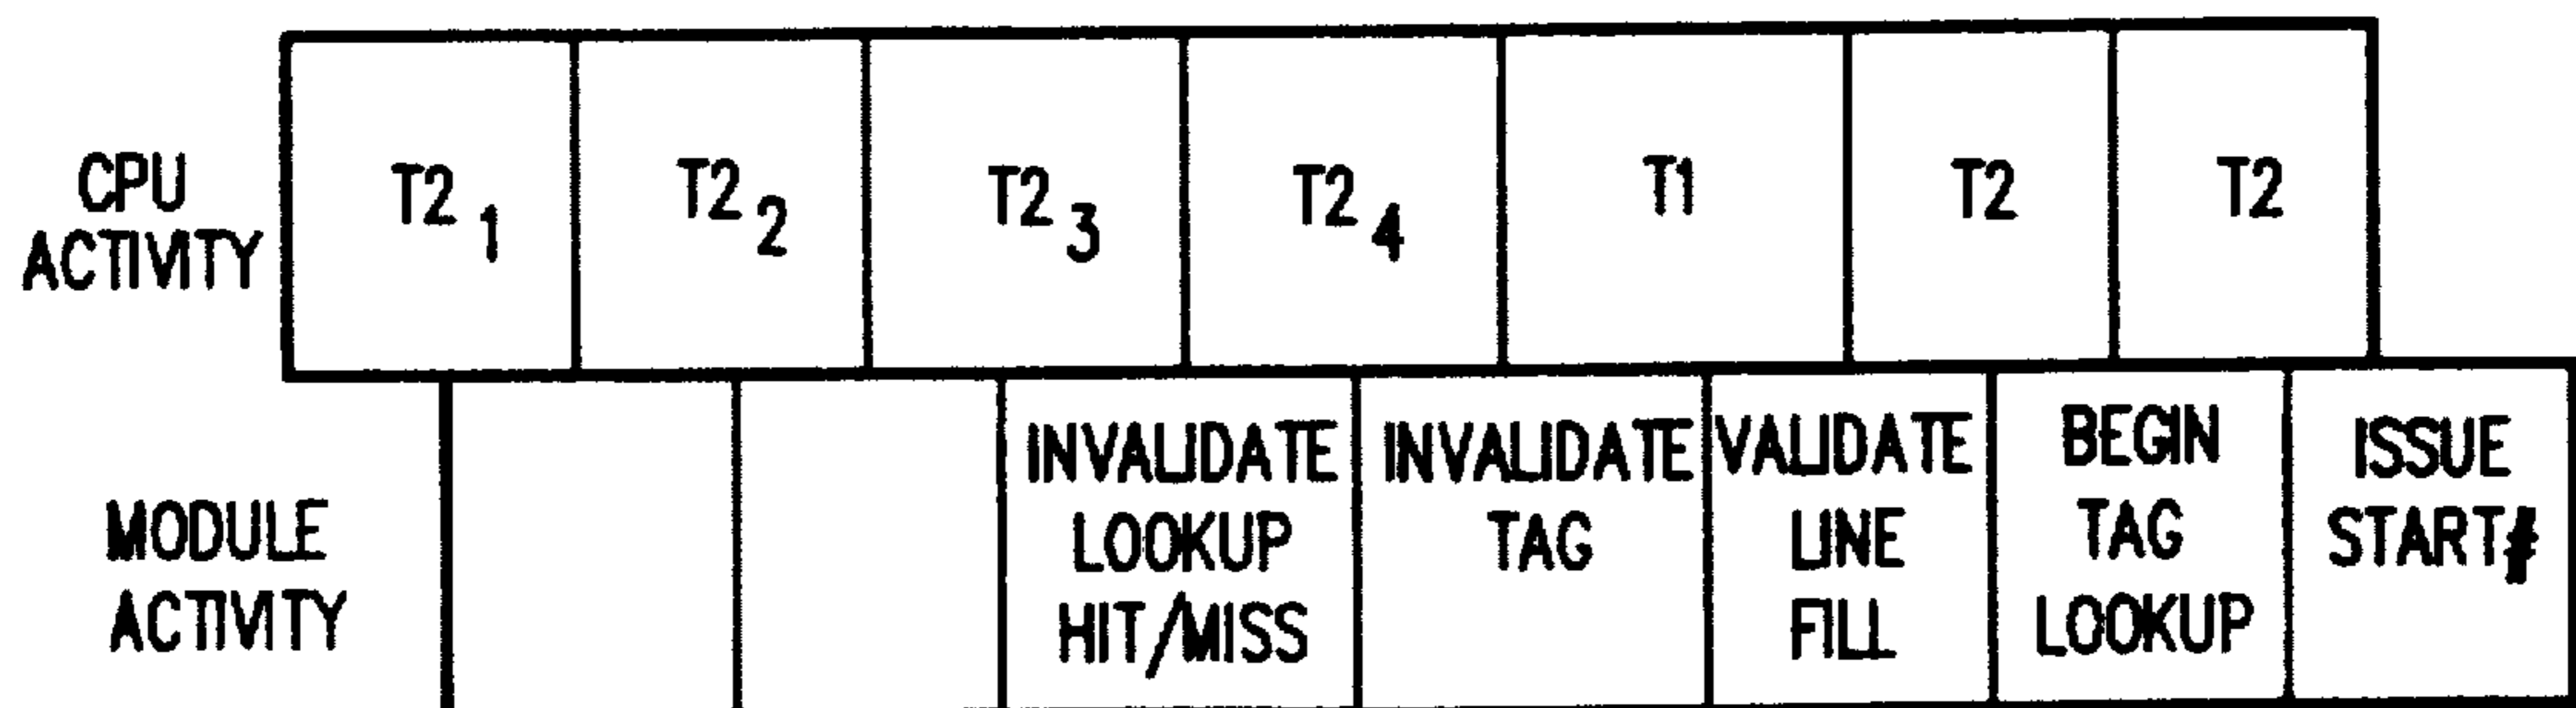 CPU
ACTIVITY
T2 1
T2 2
T2 3
T2 4
T1
T2
T2
MODULE
ACTIVITY
INVALIDATE
LOOKUP
HIT/MISS
INVALIDATE
TAG
VALIDATE
LINE
FILL
BEGIN
TAG
LOOKUP
ISSUE
START#